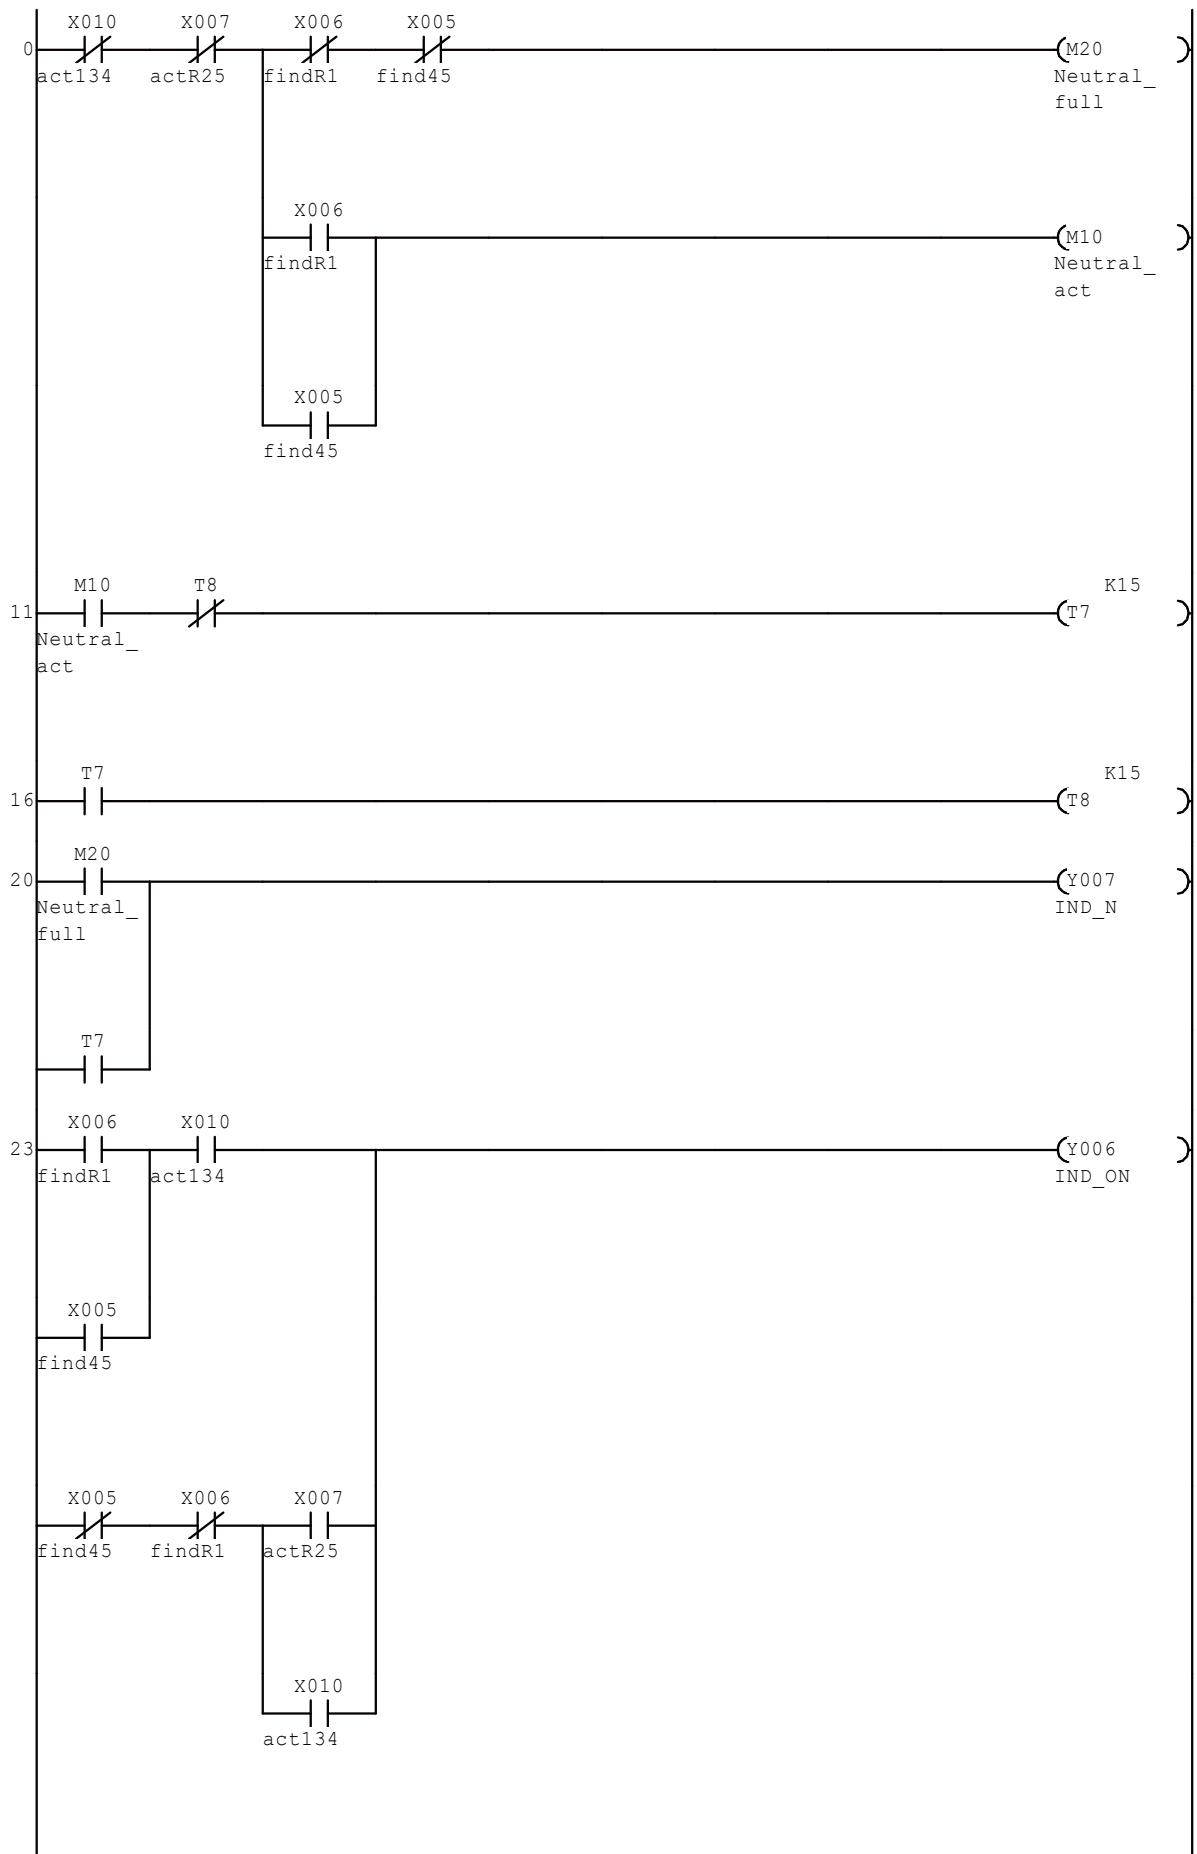 X010 X007 X006 X005
0 M20
act134 actR25 findR1 find45 Neutral_
full
X006
M10
findR1 Neutral_
act
X005
find45
M10 T8 K15
11 T7
Neutral_
act
T7 K15
16 T8
M20
20 Y007
Neutral_ IND_N
full
T7
X006 X010
23 Y006
findR1 act134 IND_ON
X005
find45
X005 X006 X007
find45 findR1 actR25
X010
act134